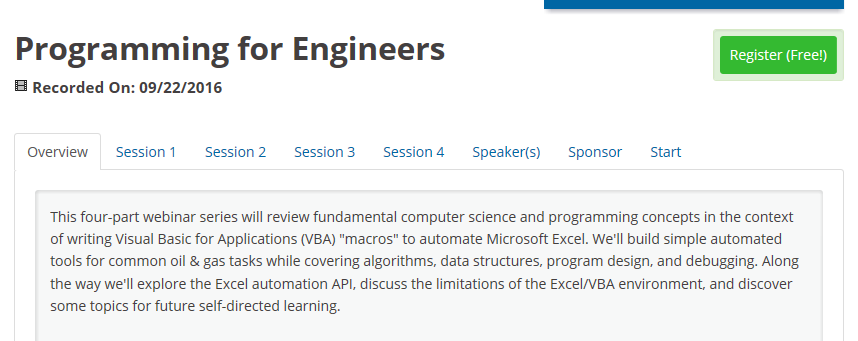 Programming for Engineers
Register (Free!)
Recorded On: 09/22/2016
Overview Session 1 Session 2 Session 3 Session 4 Speaker(s) Sponsor Start
This four-part webinar series will review fundamental computer science and programming concepts in the context
of writing Visual Basic for Applications (VBA) "macros" to automate Microsoft Excel. We'll build simple automated
tools for common oil & gas tasks while covering algorithms, data structures, program design, and debugging. Along
the way we'll explore the Excel automation API, discuss the limitations of the Excel/VBA environment, and discover
some topics for future self-directed learning.